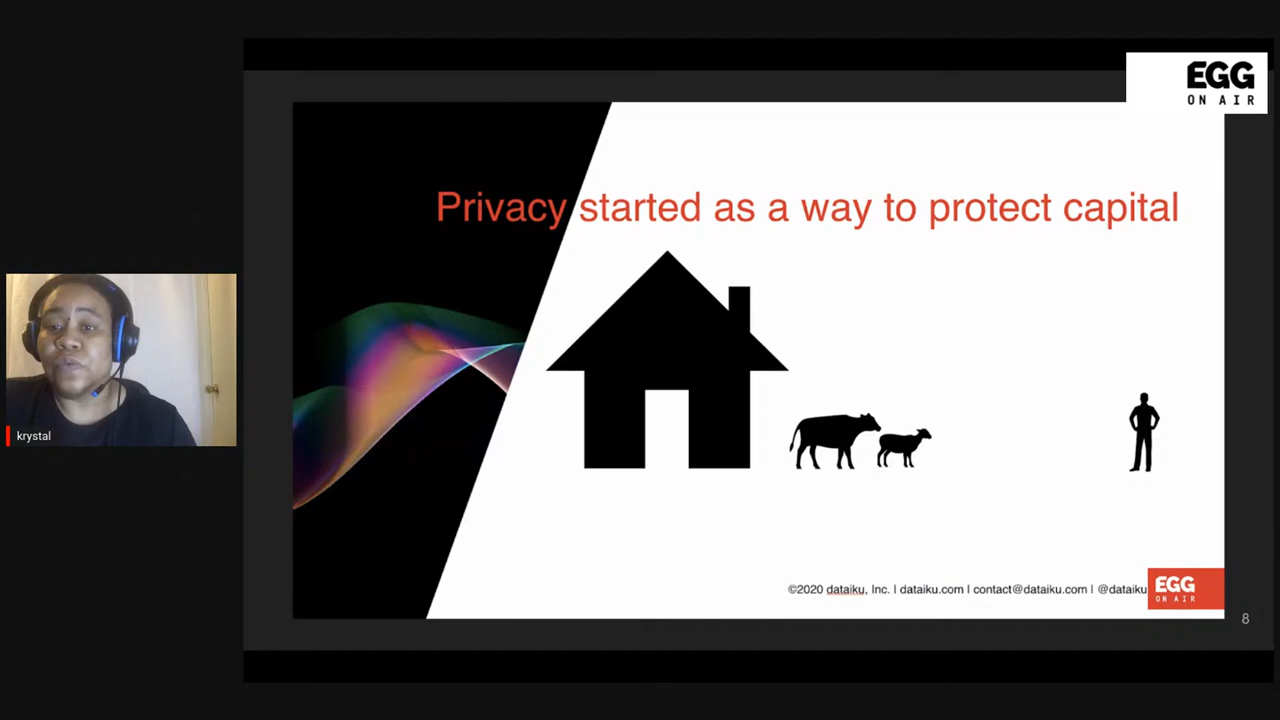 EGG
ON AIR
Privacy started as a way to protect capital
krystal
©2020 dataiku, Inc. | dataiku.com | contact@dataiku.com | @dataiku
EGG
ON AIR
8